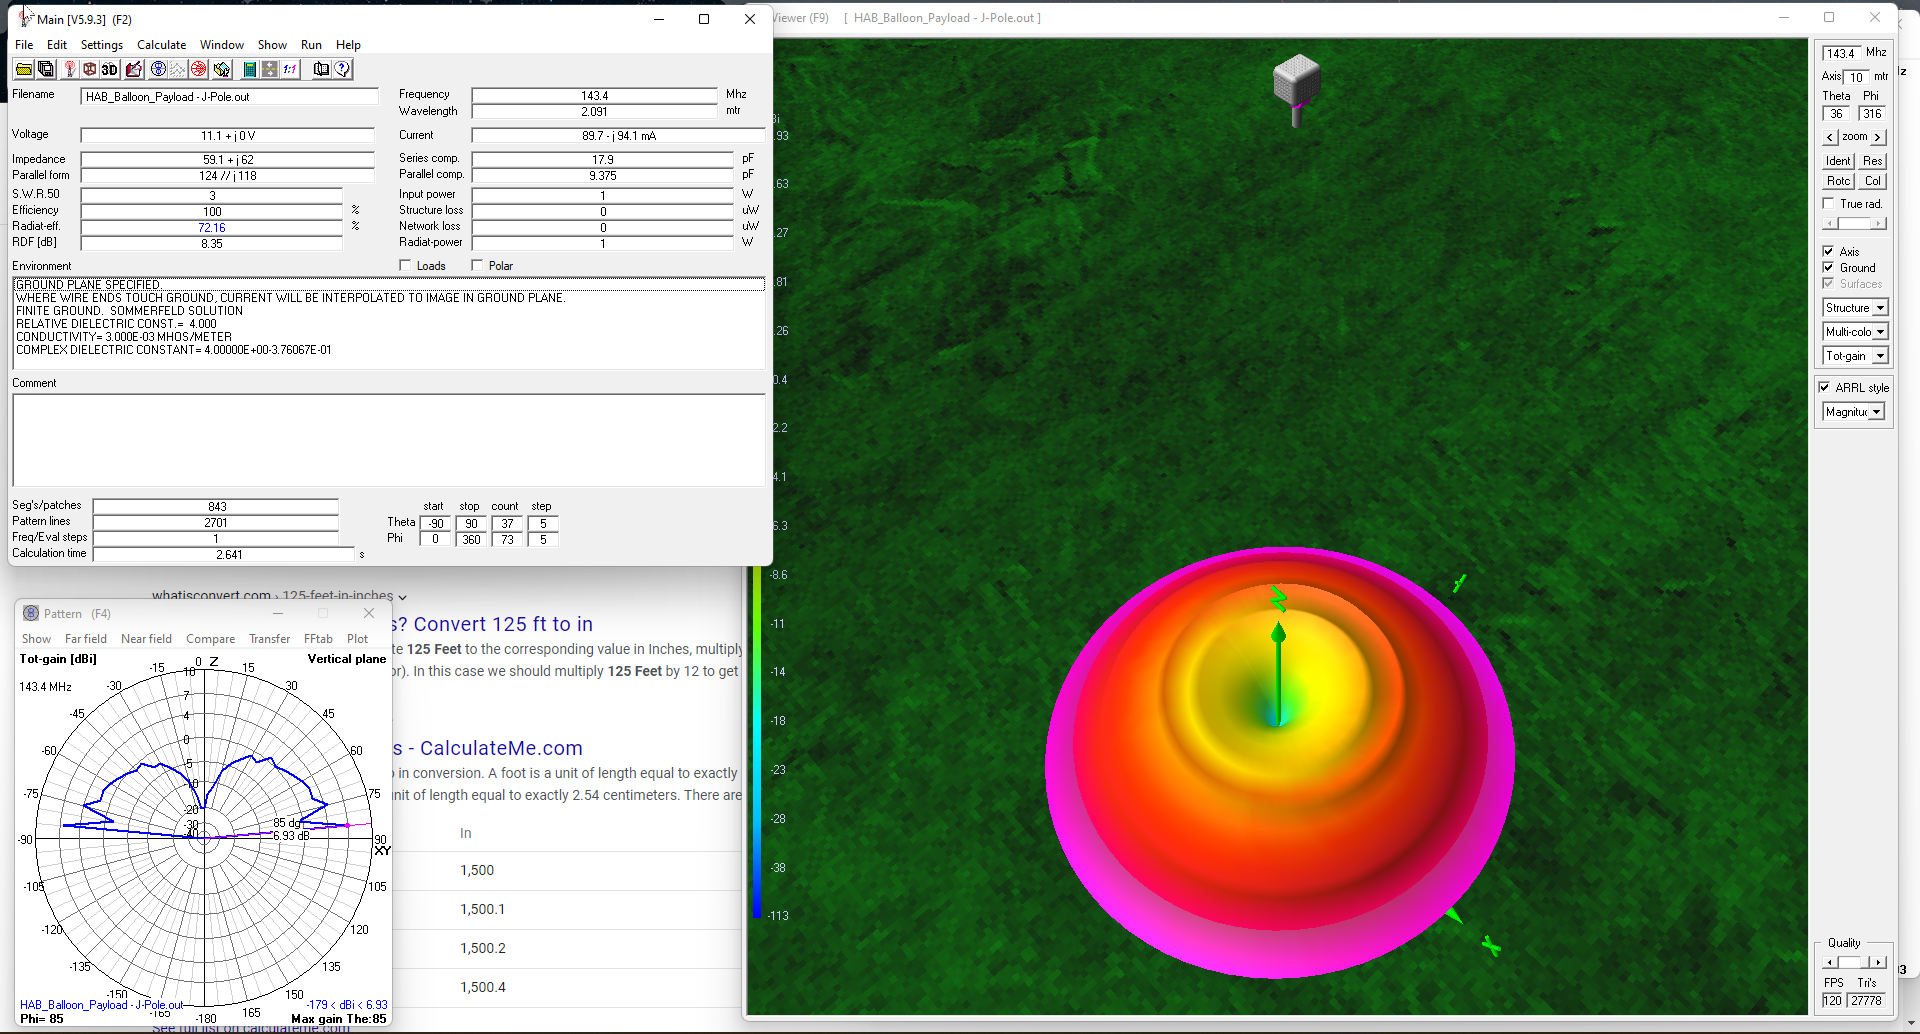 Main [V5.9.3] (F2)
File Edit Settings Calculate Window Show Run Help
3D 1:1
Filename HAB_Balloon_Payload - J-Pole.out
Frequency 143.4 Mhz
Wavelength 2.091 mtr
Voltage 11.1 + j 0 V
Current 89.7 - j 94.1 mA
Impedance 59.1 + j 62
Series comp. 17.9 pF
Parallel form 124 // j 118
Parallel comp. 9.375 pF
S.W.R.50 3
Input power 1 W
Efficiency 100 %
Structure loss 0 uW
Radiat-eff. 72.16 %
Network loss 0 uW
RDF [dB] 8.35
Radiat-power 1 W
Environment
Loads Polar
GROUND PLANE SPECIFIED.
WHERE WIRE ENDS TOUCH GROUND, CURRENT WILL BE INTERPOLATED TO IMAGE IN GROUND PLANE.
FINITE GROUND. SOMMERFELD SOLUTION
RELATIVE DIELECTRIC CONST.= 4.000
CONDUCTIVITY= 3.000E-03 MHOS/METER
COMPLEX DIELECTRIC CONSTANT= 4.00000E+00-3.76067E-01
Comment
Seg's/patches 843
Pattern lines 2701
Freq/Eval steps 1
Calculation time 2.641 s
start stop count step
Theta -90 90 37 5
Phi 0 360 73 5
whatisconvert.com › 125-feet-in-inches
s? Convert 125 ft to in
te 125 Feet to the corresponding value in Inches, multiply
or). In this case we should multiply 125 Feet by 12 to get
s - CalculateMe.com
in conversion. A foot is a unit of length equal to exactly
nit of length equal to exactly 2.54 centimeters. There are
In
1,500
1,500.1
1,500.2
1,500.4
See full list on calculateme.com
Pattern (F4)
Show Far field Near field Compare Transfer FFtab Plot
Tot-gain [dBi]
Vertical plane
143.4 MHz
0 Z
-15 15
-30 30
-45 45
-60 60
-75 75
-90 90
XY
-105 105
-120 120
-135 135
-150 150
-165 165
-180
10
7
4
0
-5
-10
-20
-30
-40
85 dg
6.93 dB
HAB_Balloon_Payload - J-Pole.out
-179 < dBi < 6.93
Phi= 85
Max gain The:85
Viewer (F9) [ HAB_Balloon_Payload - J-Pole.out ]
.93
.63
.27
.81
.26
0.4
2.2
4.1
6.3
-8.6
-11
-14
-18
-23
-28
-38
-113
Z
Y
X
143.4 Mhz
Axis 10 mtr
Theta Phi
36 316
< zoom >
Ident Res
Rotc Col
True rad.
Axis
Ground
Surfaces
Structure
Multi-colo
Tot-gain
ARRL style
Magnituc
Quality
FPS Tri's
120 27778